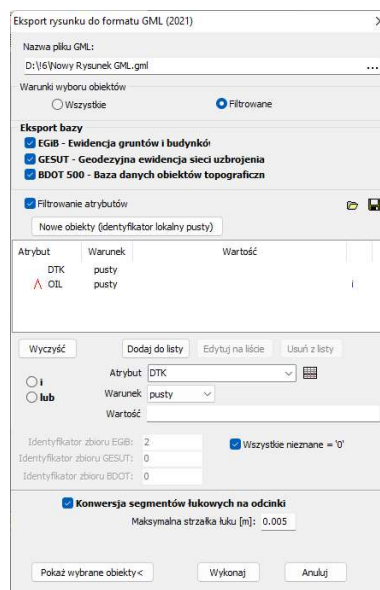 Eksport rysunku do formatu GML (2021)
Nazwa pliku GML:
D:\!6\Nowy Rysunek GML.gml ...
Warunki wyboru obiektów
Wszystkie Filtrowane
Eksport bazy
EGiB - Ewidencja gruntów i budynkó
GESUT - Geodezyjna ewidencja sieci uzbrojenia
BDOT 500 - Baza danych obiektów topograficzn
Filtrowanie atrybutów
Nowe obiekty (identyfikator lokalny pusty)
Atrybut Warunek Wartość
DTK pusty
OIL pusty i
Wyczyść Dodaj do listy Edytuj na liście Usuń z listy
Atrybut DTK
i
lub Warunek pusty
Wartość
Identyfikator zbioru EGiB: 2 Wszystkie nieznane = '0'
Identyfikator zbioru GESUT: 0
Identyfikator zbioru BDOT: 0
Konwersja segmentów łukowych na odcinki
Maksymalna strzałka łuku [m]: 0.005
Pokaż wybrane obiekty< Wykonaj Anuluj